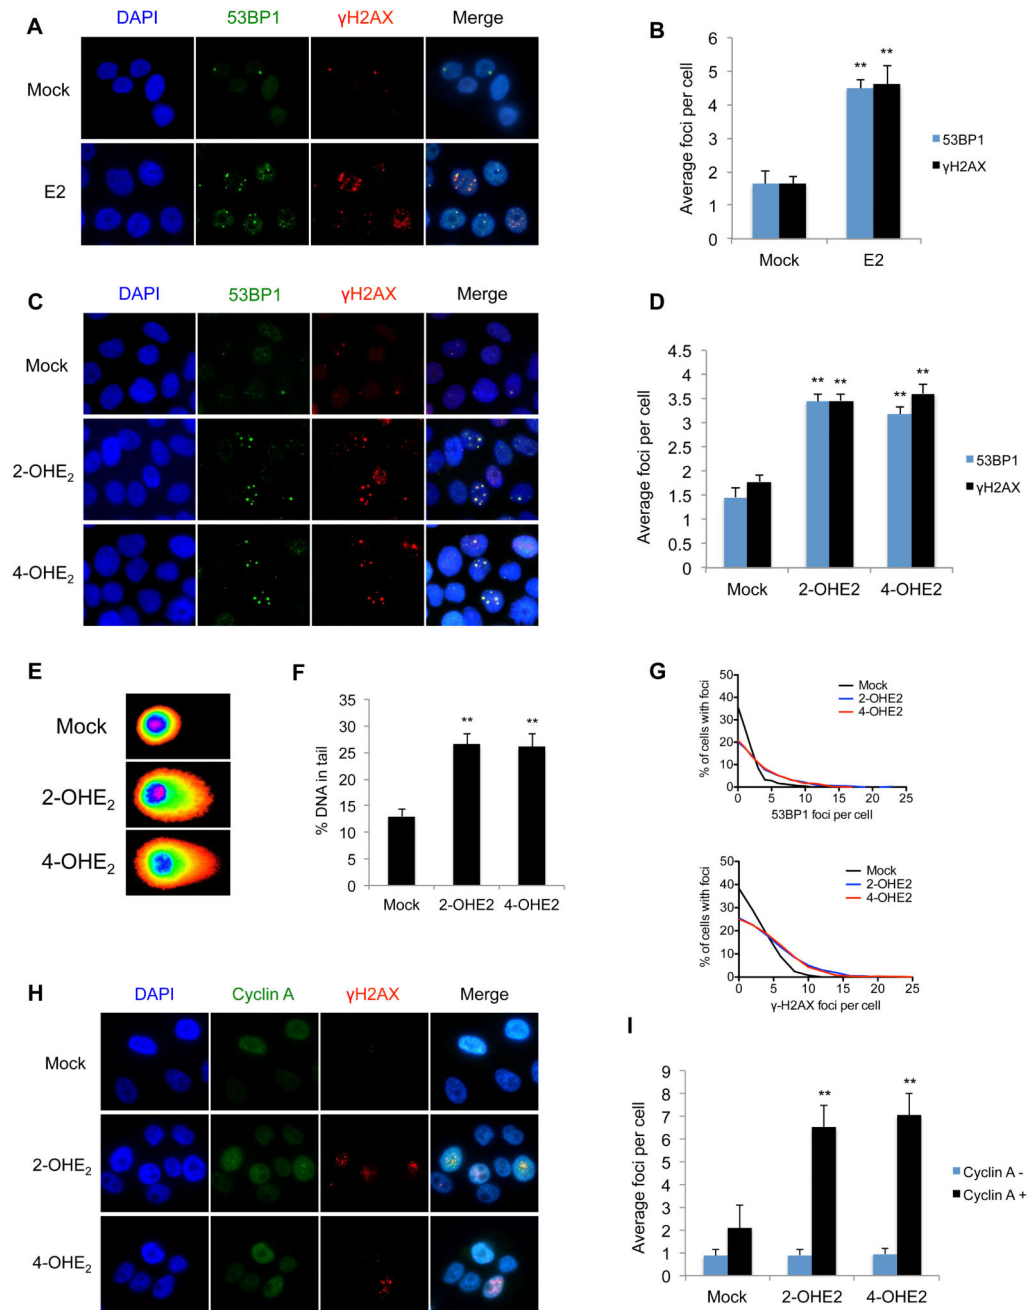 A
DAPI 53BP1 γH2AX Merge
Mock
E2
B
Average foci per cell
6
5
4
3
2
1
0
** **
Mock E2
53BP1
γH2AX
C
DAPI 53BP1 γH2AX Merge
Mock
2-OHE2
4-OHE2
D
Average foci per cell
4.5
4
3.5
3
2.5
2
1.5
1
0.5
0
** ** ** **
Mock 2-OHE2 4-OHE2
53BP1
γH2AX
E
Mock
2-OHE2
4-OHE2
F
% DNA in tail
35
30
25
20
15
10
5
0
** **
Mock 2-OHE2 4-OHE2
G
% of cells with foci
50
40
30
20
10
0
Mock
2-OHE2
4-OHE2
0 5 10 15 20 25
53BP1 foci per cell
% of cells with foci
50
40
30
20
10
0
Mock
2-OHE2
4-OHE2
0 5 10 15 20 25
γ-H2AX foci per cell
H
DAPI Cyclin A γH2AX Merge
Mock
2-OHE2
4-OHE2
I
Average foci per cell
9
8
7
6
5
4
3
2
1
0
** **
Mock 2-OHE2 4-OHE2
Cyclin A -
Cyclin A +